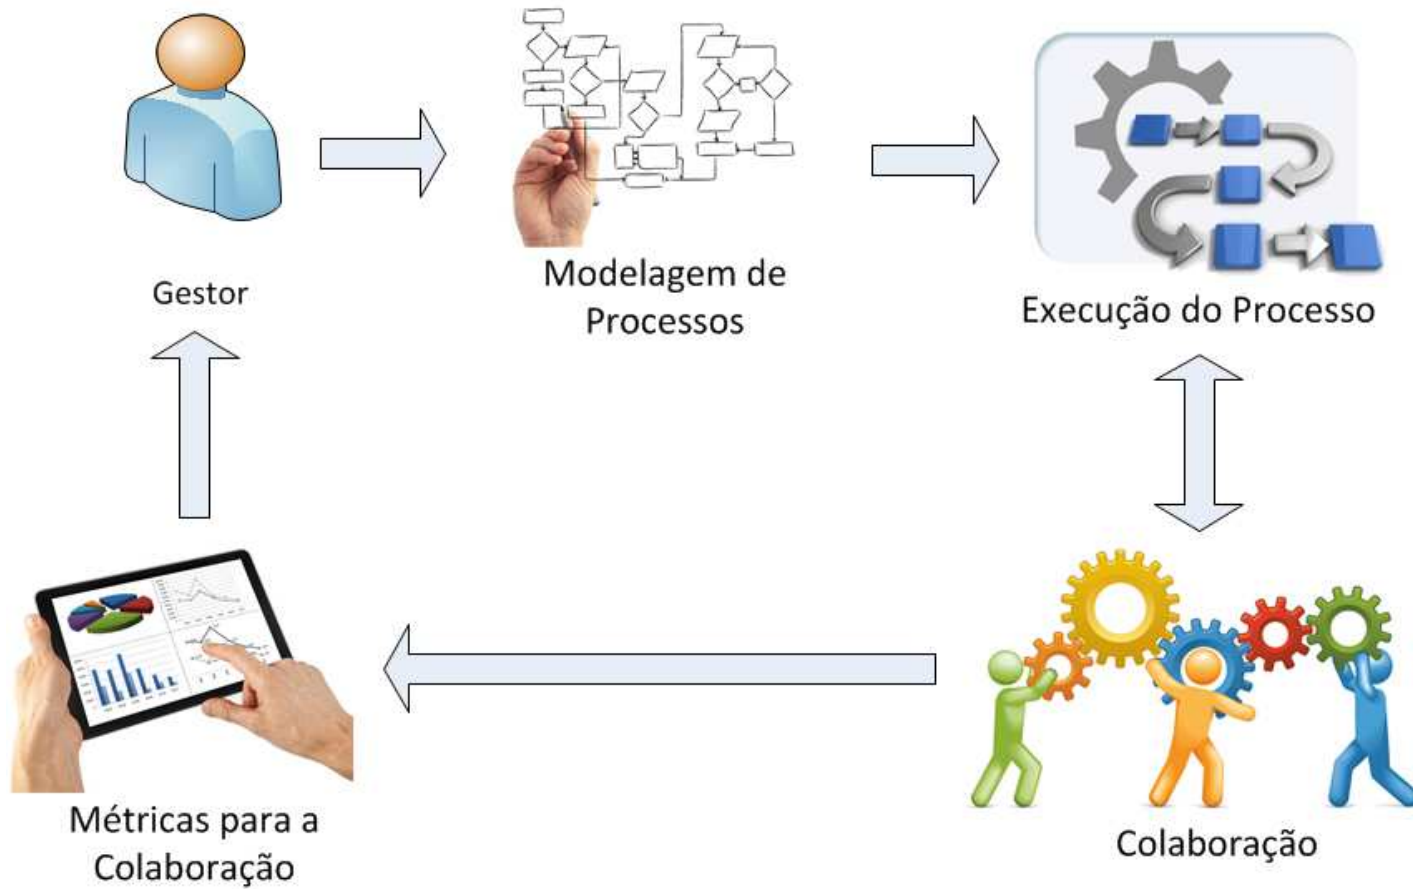 Gestor
Modelagem de
Processos
Execução do Processo
Métricas para a
Colaboração
Colaboração